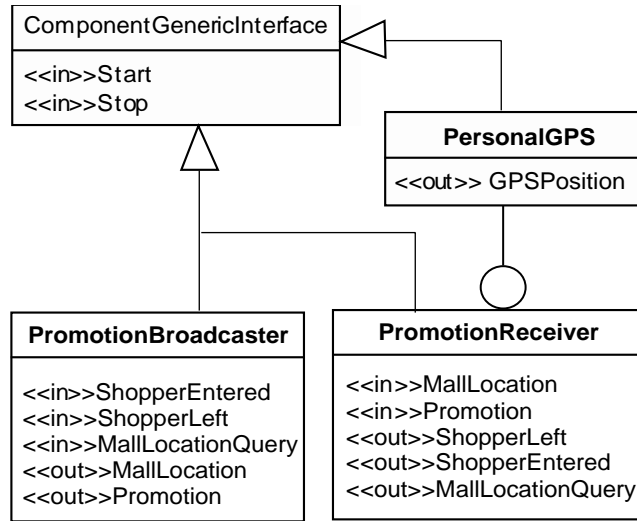 ComponentGenericInterface
<<in>>Start
<<in>>Stop
PersonalGPS
<<out>> GPSPosition
PromotionBroadcaster
<<in>>ShopperEntered
<<in>>ShopperLeft
<<in>>MallLocationQuery
<<out>>MallLocation
<<out>>Promotion
PromotionReceiver
<<in>>MallLocation
<<in>>Promotion
<<out>>ShopperLeft
<<out>>ShopperEntered
<<out>>MallLocationQuery